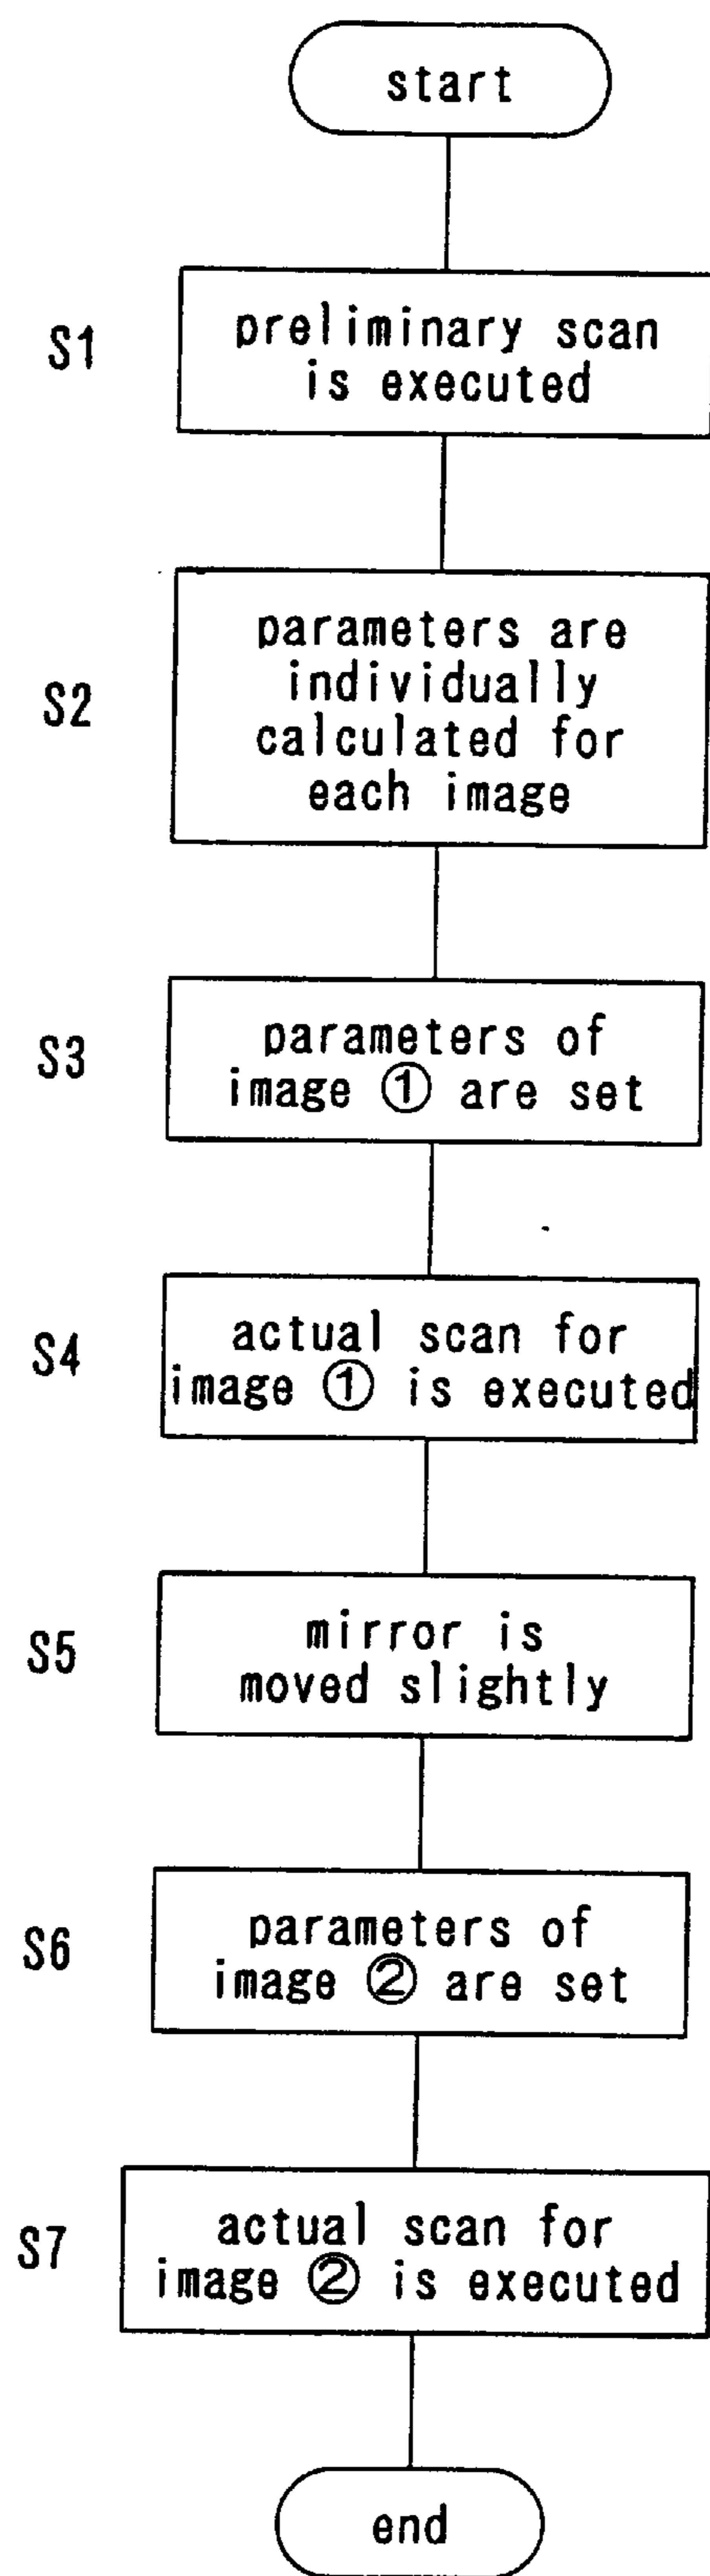 start
S1
preliminary scan
is executed
S2
parameters are
individually
calculated for
each image
S3
parameters of
image ① are set
S4
actual scan for
image ① is executed
S5
mirror is
moved slightly
S6
parameters of
image ② are set
S7
actual scan for
image ② is executed
end